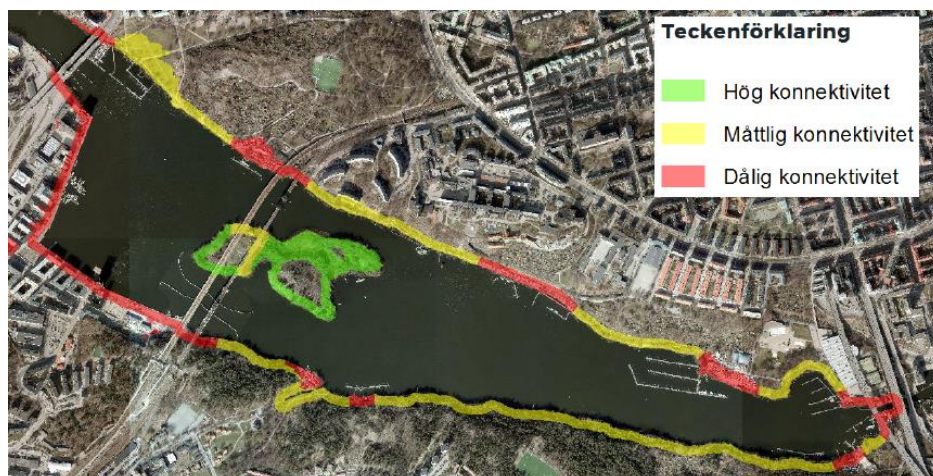 Teckenförklaring
Hög konnektivitet
Måttlig konnektivitet
Dålig konnektivitet